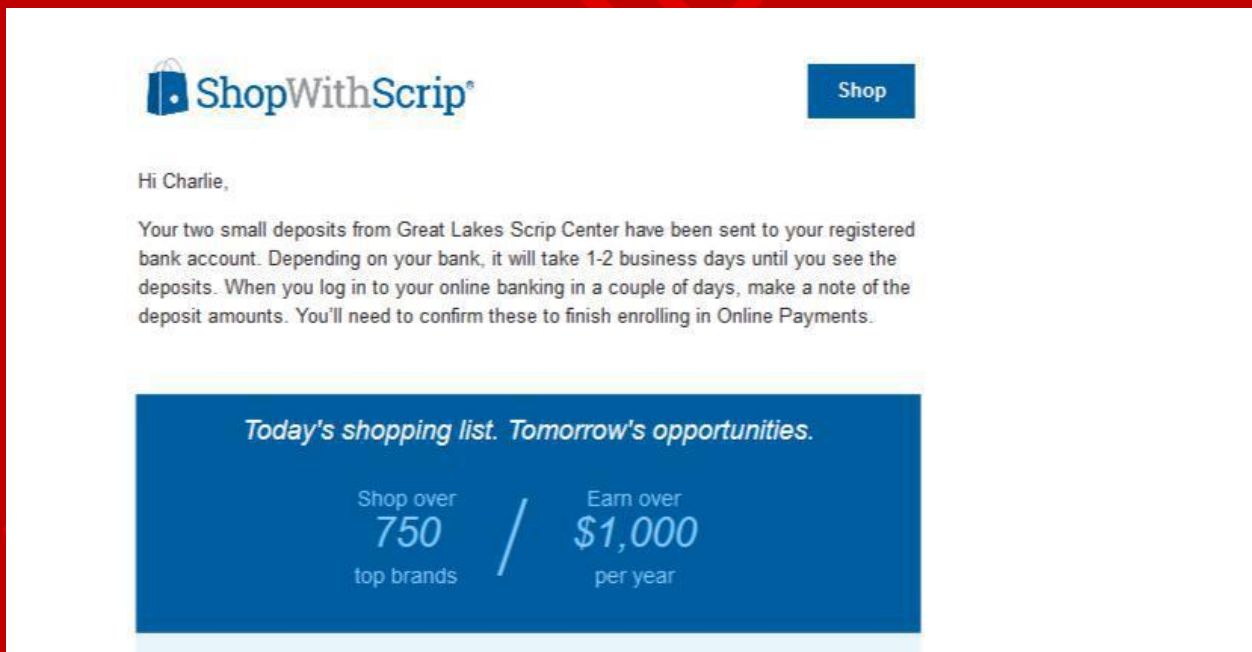 ShopWithScrip®
Shop
Hi Charlie,
Your two small deposits from Great Lakes Scrip Center have been sent to your registered
bank account. Depending on your bank, it will take 1-2 business days until you see the
deposits. When you log in to your online banking in a couple of days, make a note of the
deposit amounts. You'll need to confirm these to finish enrolling in Online Payments.
Today's shopping list. Tomorrow's opportunities.
Shop over
750
top brands
/
Earn over
$1,000
per year